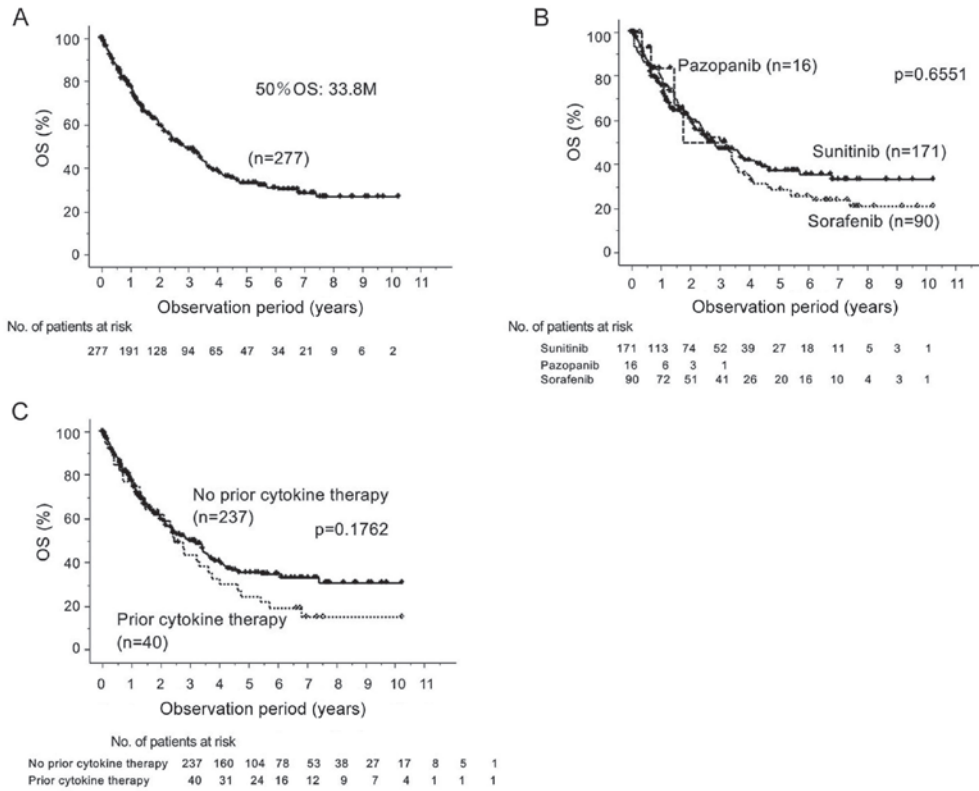 A
100
80
60
40
20
0
OS (%)
50%OS: 33.8M
(n=277)
0 1 2 3 4 5 6 7 8 9 10 11
Observation period (years)
No. of patients at risk
277 191 128 94 65 47 34 21 9 6 2
B
100
80
60
40
20
0
OS (%)
Pazopanib (n=16)
p=0.6551
Sunitinib (n=171)
Sorafenib (n=90)
0 1 2 3 4 5 6 7 8 9 10 11
Observation period (years)
No. of patients at risk
Sunitinib 171 113 74 52 39 27 18 11 5 3 1
Pazopanib 16 6 3 1
Sorafenib 90 72 51 41 26 20 16 10 4 3 1
C
100
80
60
40
20
0
OS (%)
No prior cytokine therapy
(n=237)
p=0.1762
Prior cytokine therapy
(n=40)
0 1 2 3 4 5 6 7 8 9 10 11
Observation period (years)
No. of patients at risk
No prior cytokine therapy 237 160 104 78 53 38 27 17 8 5 1
Prior cytokine therapy 40 31 24 16 12 9 7 4 1 1 1